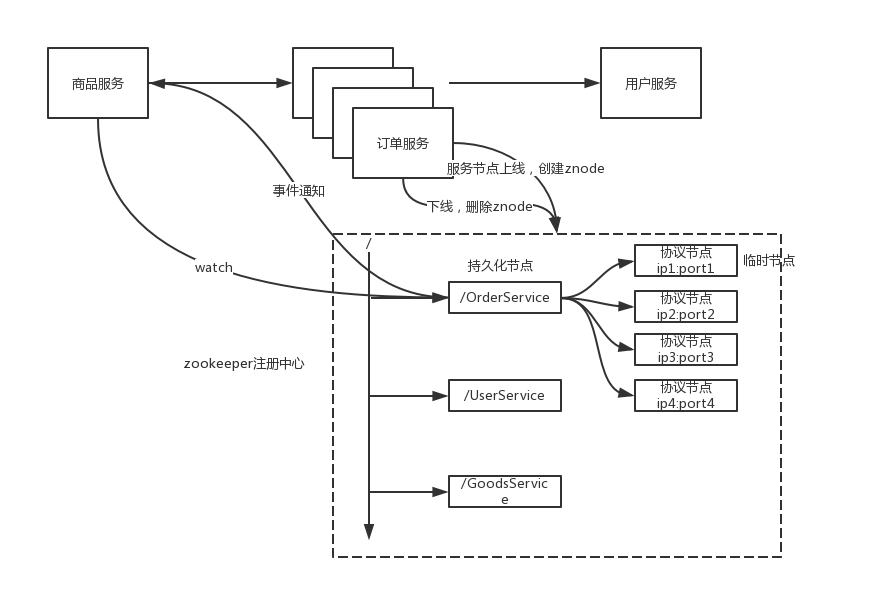 商品服务
用户服务
订单服务
服务节点上线，创建znode
事件通知
下线，删除znode
/
watch
持久化节点
协议节点
ip1:port1
临时节点
/OrderService
协议节点
ip2:port2
协议节点
ip3:port3
zookeeper注册中心
/UserService
协议节点
ip4:port4
/GoodsServic
e